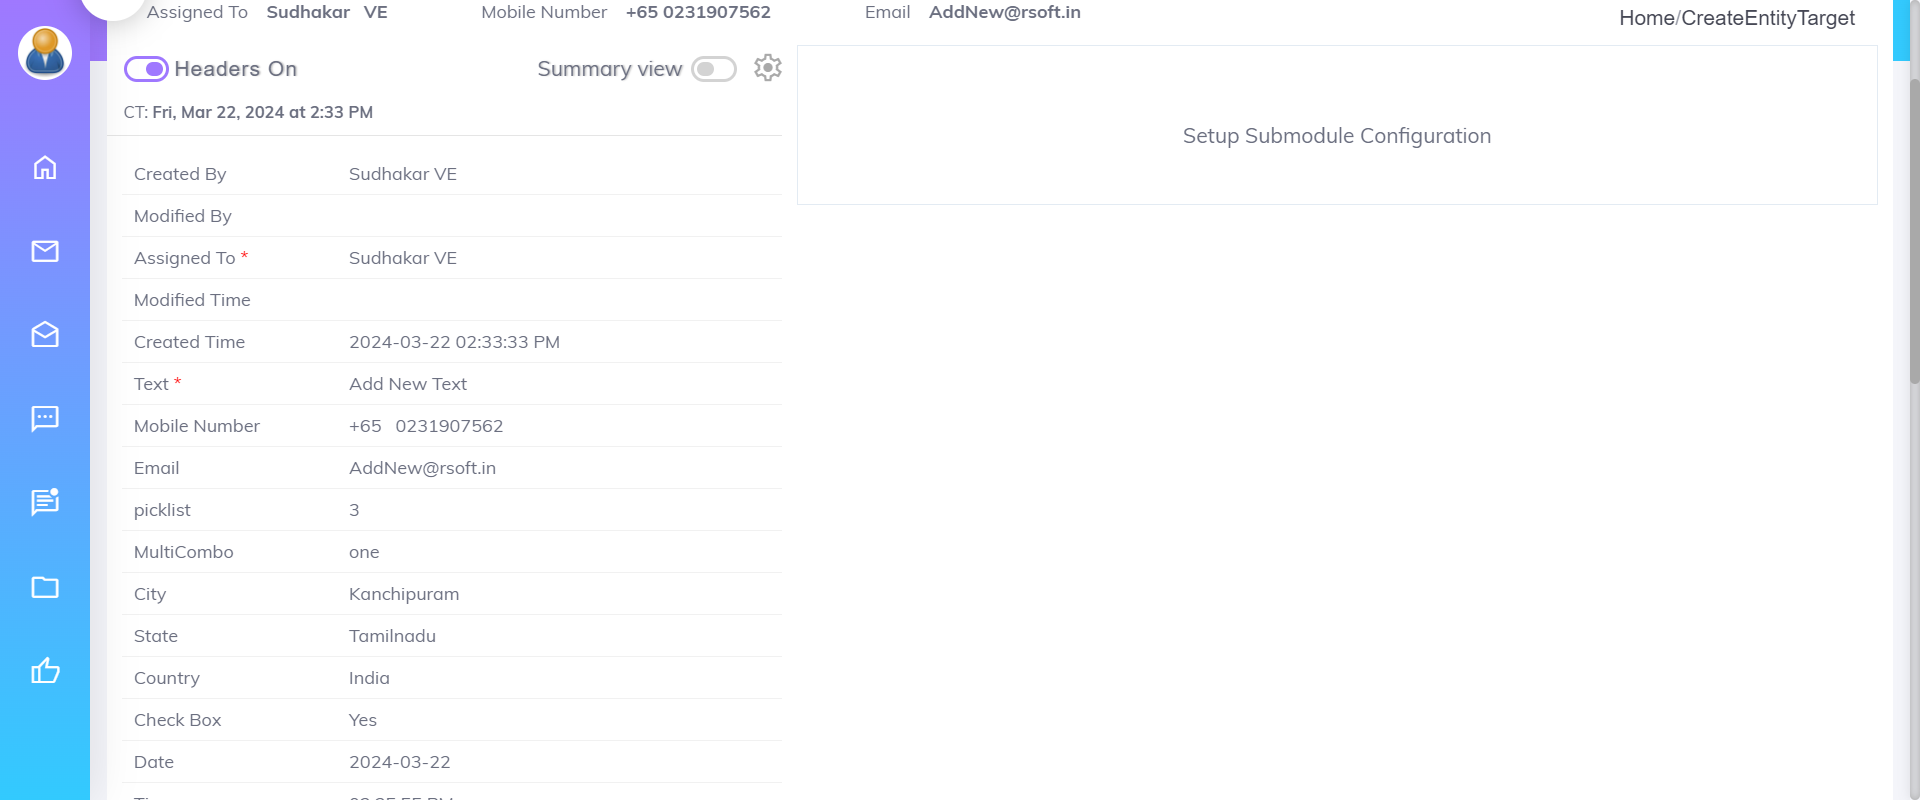 Assigned To Sudhakar VE Mobile Number +65 0231907562 Email AddNew@rsoft.in
Home/CreateEntityTarget
Headers On Summary view
CT: Fri, Mar 22, 2024 at 2:33 PM
Setup Submodule Configuration
Created By Sudhakar VE
Modified By
Assigned To * Sudhakar VE
Modified Time
Created Time 2024-03-22 02:33:33 PM
Text * Add New Text
Mobile Number +65 0231907562
Email AddNew@rsoft.in
picklist 3
MultiCombo one
City Kanchipuram
State Tamilnadu
Country India
Check Box Yes
Date 2024-03-22